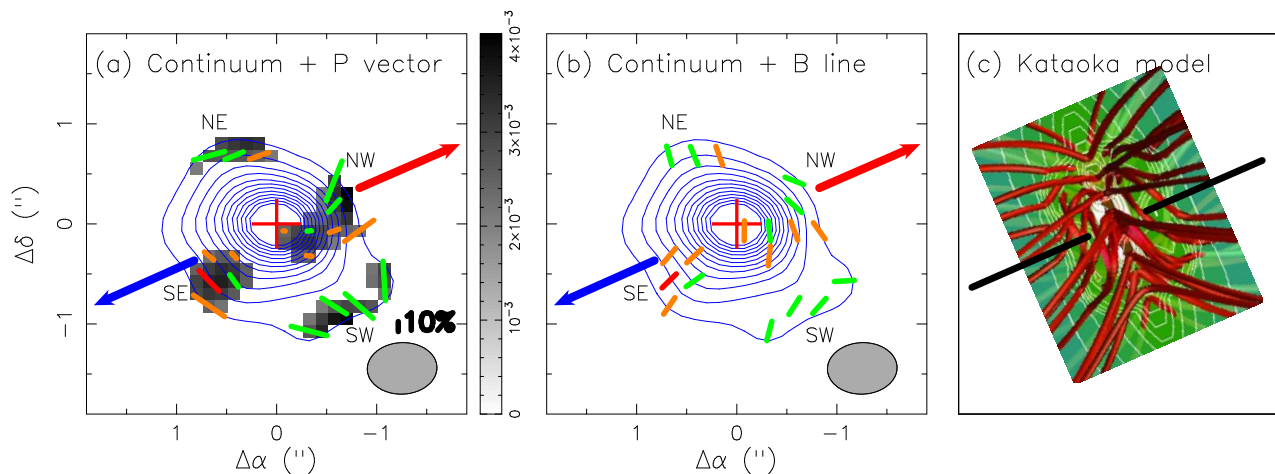 (a) Continuum + P vector
NE
NW
SE
SW
10%
1
0
−1
Δδ (")
1
0
−1
Δα (")
4×10⁻³
3×10⁻³
2×10⁻³
10⁻³
0
(b) Continuum + B line
NE
NW
SE
SW
1
0
−1
Δα (")
(c) Kataoka model